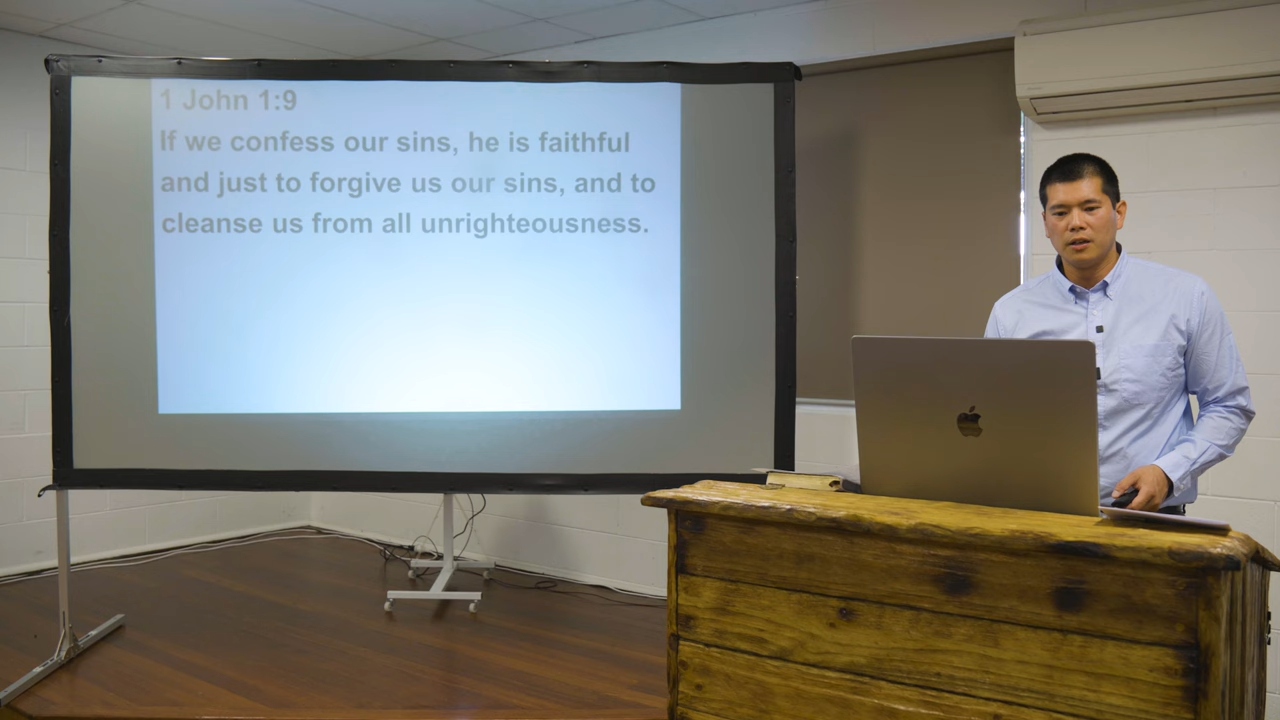 1 John 1:9
If we confess our sins, he is faithful
and just to forgive us our sins, and to
cleanse us from all unrighteousness.